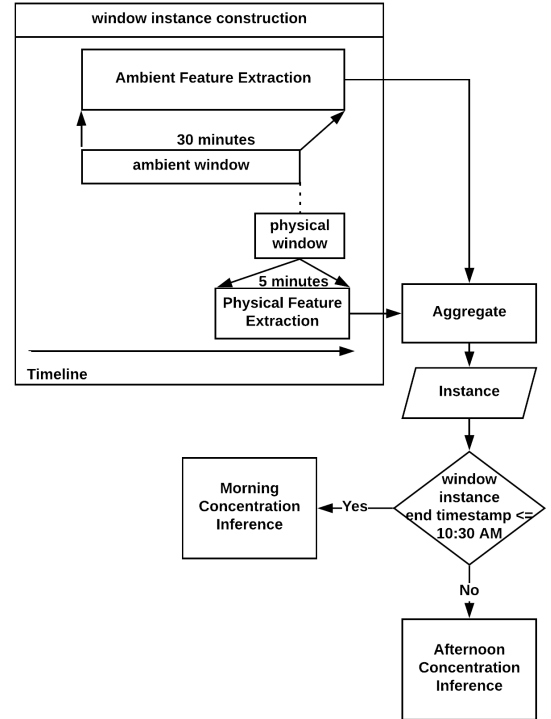 window instance construction
Ambient Feature Extraction
30 minutes
ambient window
physical
window
5 minutes
Physical Feature
Extraction
Timeline
Aggregate
Instance
window
instance
end timestamp <=
10:30 AM
Yes
Morning
Concentration
Inference
No
Afternoon
Concentration
Inference